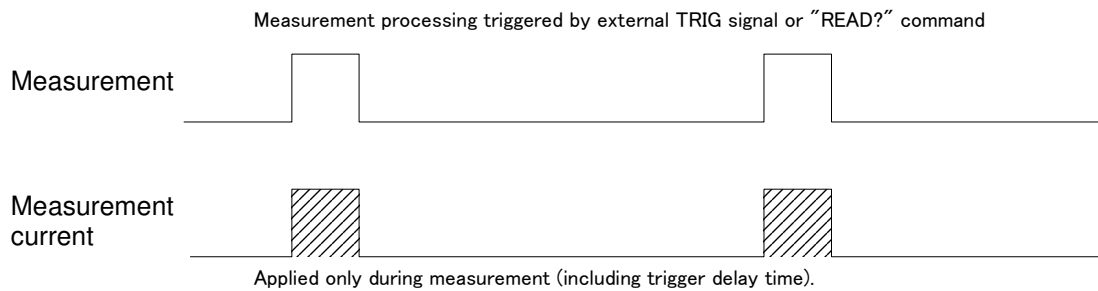 Measurement processing triggered by external TRIG signal or "READ?" command
Measurement
Measurement
current
Applied only during measurement (including trigger delay time).